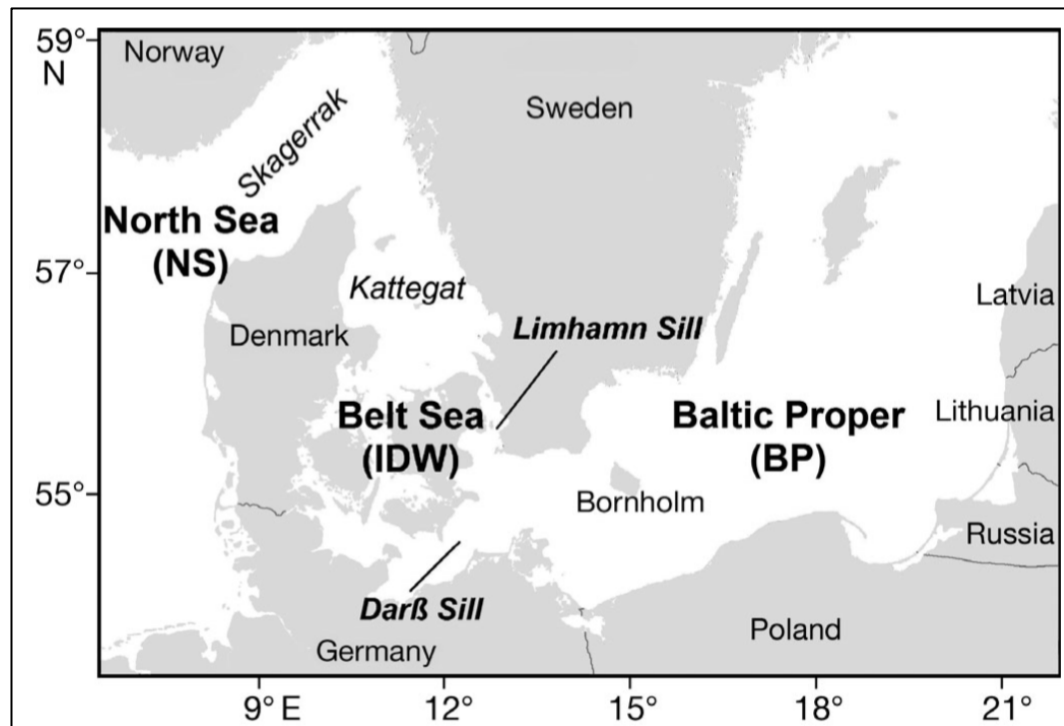 59°
N
Norway
Sweden
Skagerrak
North Sea
(NS)
57°
Kattegat
Latvia
Denmark
Limhamn Sill
Belt Sea
(IDW)
Baltic Proper
(BP)
Lithuania
55°
Bornholm
Russia
Darß Sill
Germany
Poland
9° E
12°
15°
18°
21°